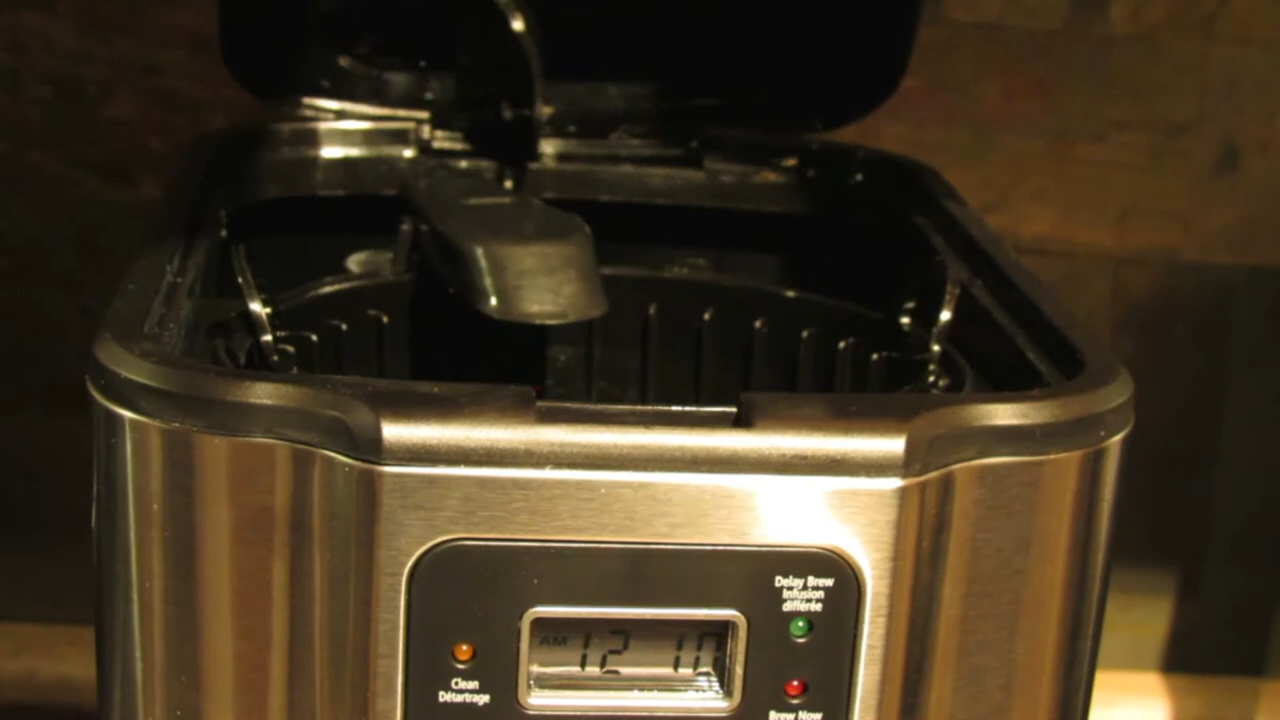 Delay Brew
Infusion
différée
AM 12 10
Clean
Détartrage
Brew Now